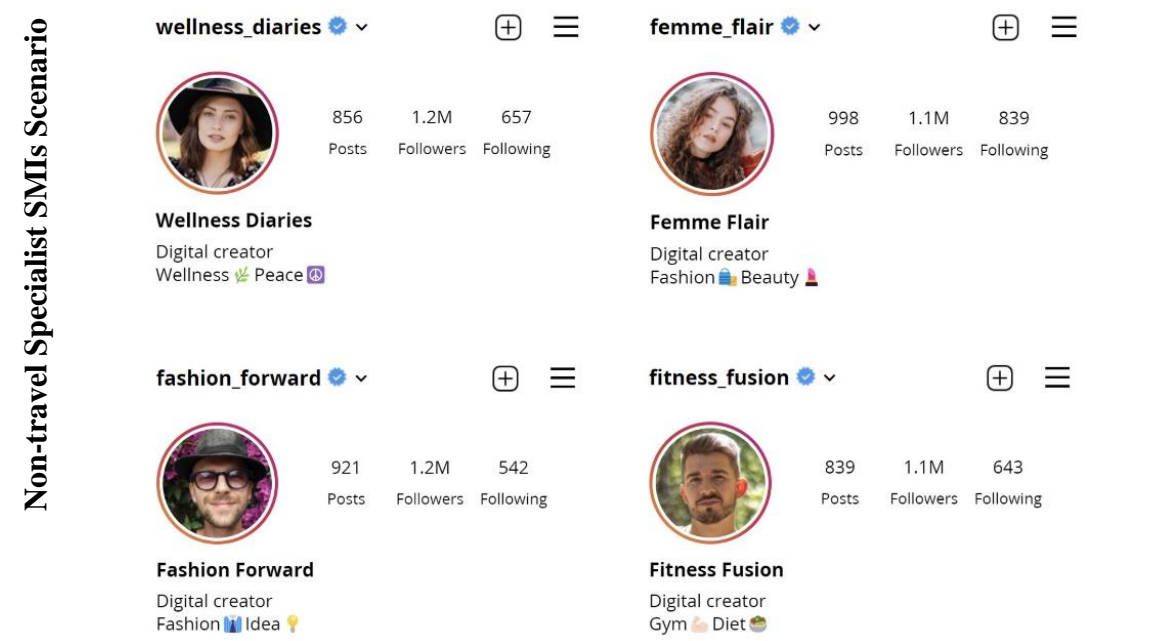 Non-travel Specialist SMIs Scenario
wellness_diaries
856 1.2M 657
Posts Followers Following
Wellness Diaries
Digital creator
Wellness 🌿 Peace ☮️
femme_flair
998 1.1M 839
Posts Followers Following
Femme Flair
Digital creator
Fashion 🛍️ Beauty 💄
fashion_forward
921 1.2M 542
Posts Followers Following
Fashion Forward
Digital creator
Fashion 👔 Idea 💡
fitness_fusion
839 1.1M 643
Posts Followers Following
Fitness Fusion
Digital creator
Gym 💪🏻 Diet 🥗